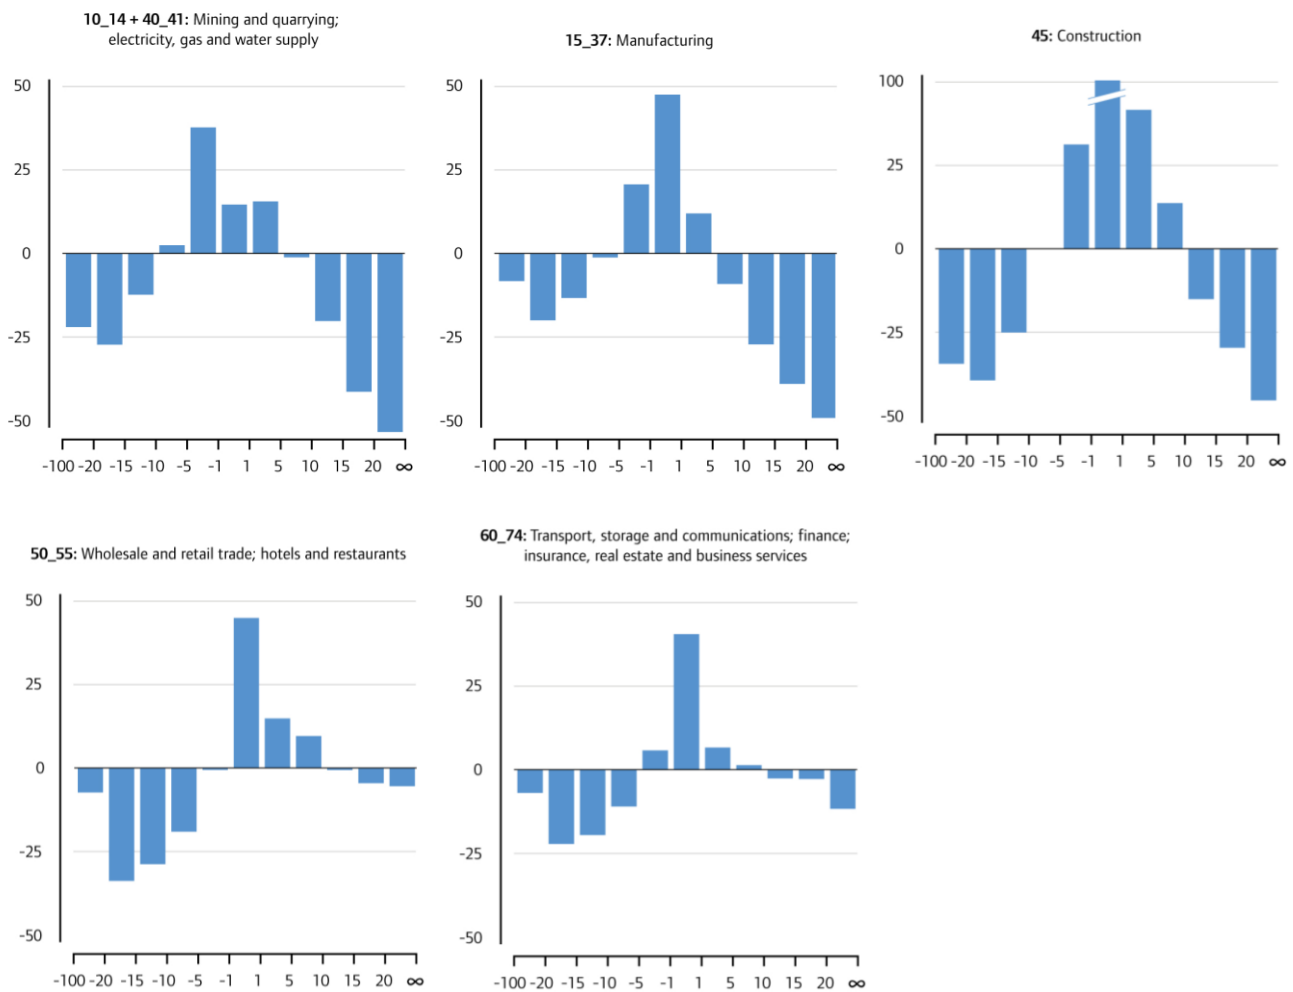 10_14 + 40_41: Mining and quarrying;
electricity, gas and water supply
50
25
0
-25
-50
-100 -20 -15 -10 -5 -1 1 5 10 15 20 ∞
15_37: Manufacturing
50
25
0
-25
-50
-100 -20 -15 -10 -5 -1 1 5 10 15 20 ∞
45: Construction
100
25
0
-25
-50
-100 -20 -15 -10 -5 -1 1 5 10 15 20 ∞
50_55: Wholesale and retail trade; hotels and restaurants
50
25
0
-25
-50
-100 -20 -15 -10 -5 -1 1 5 10 15 20 ∞
60_74: Transport, storage and communications; finance;
insurance, real estate and business services
50
25
0
-25
-50
-100 -20 -15 -10 -5 -1 1 5 10 15 20 ∞